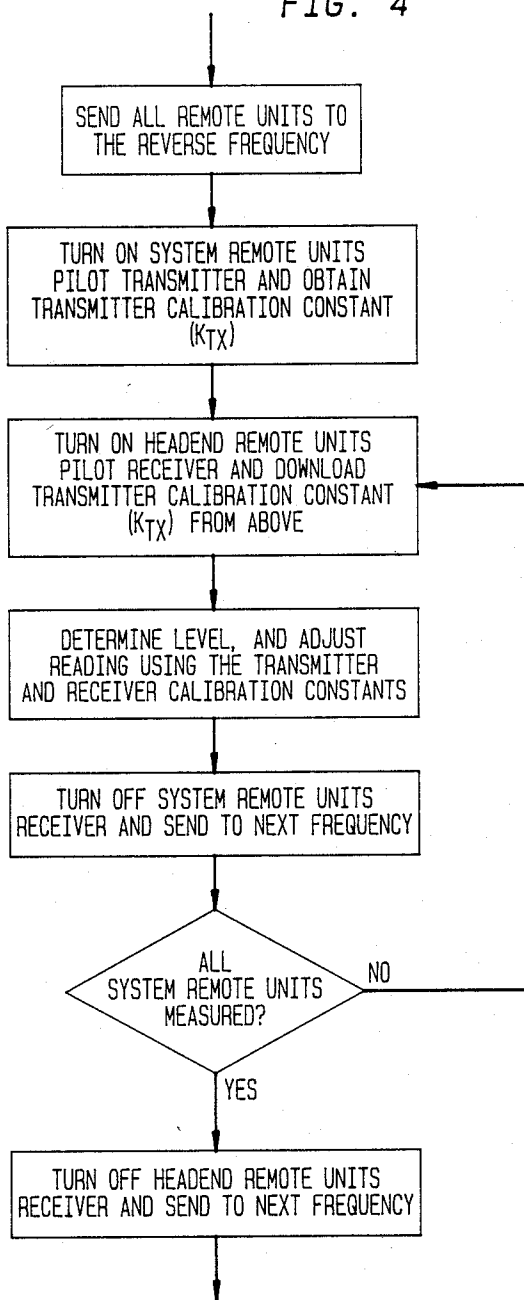 FIG. 4
SEND ALL REMOTE UNITS TO
THE REVERSE FREQUENCY
TURN ON SYSTEM REMOTE UNITS
PILOT TRANSMITTER AND OBTAIN
TRANSMITTER CALIBRATION CONSTANT
(KTX)
TURN ON HEADEND REMOTE UNITS
PILOT RECEIVER AND DOWNLOAD
TRANSMITTER CALIBRATION CONSTANT
(KTX) FROM ABOVE
DETERMINE LEVEL, AND ADJUST
READING USING THE TRANSMITTER
AND RECEIVER CALIBRATION CONSTANTS
TURN OFF SYSTEM REMOTE UNITS
RECEIVER AND SEND TO NEXT FREQUENCY
ALL
SYSTEM REMOTE UNITS
MEASURED?
NO
YES
TURN OFF HEADEND REMOTE UNITS
RECEIVER AND SEND TO NEXT FREQUENCY